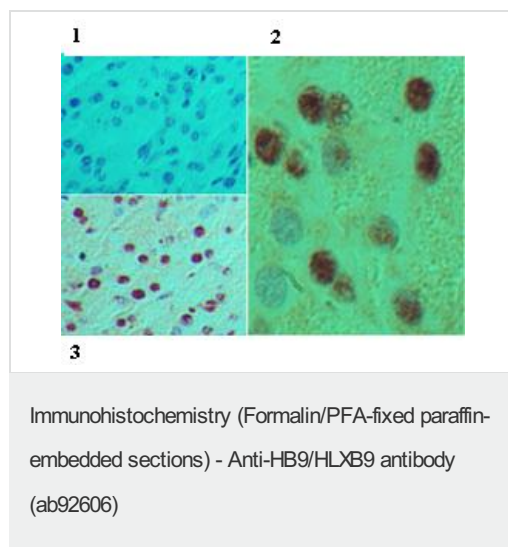 1
2
3
Immunohistochemistry (Formalin/PFA-fixed paraffin-
embedded sections) - Anti-HB9/HLXB9 antibody
(ab92606)